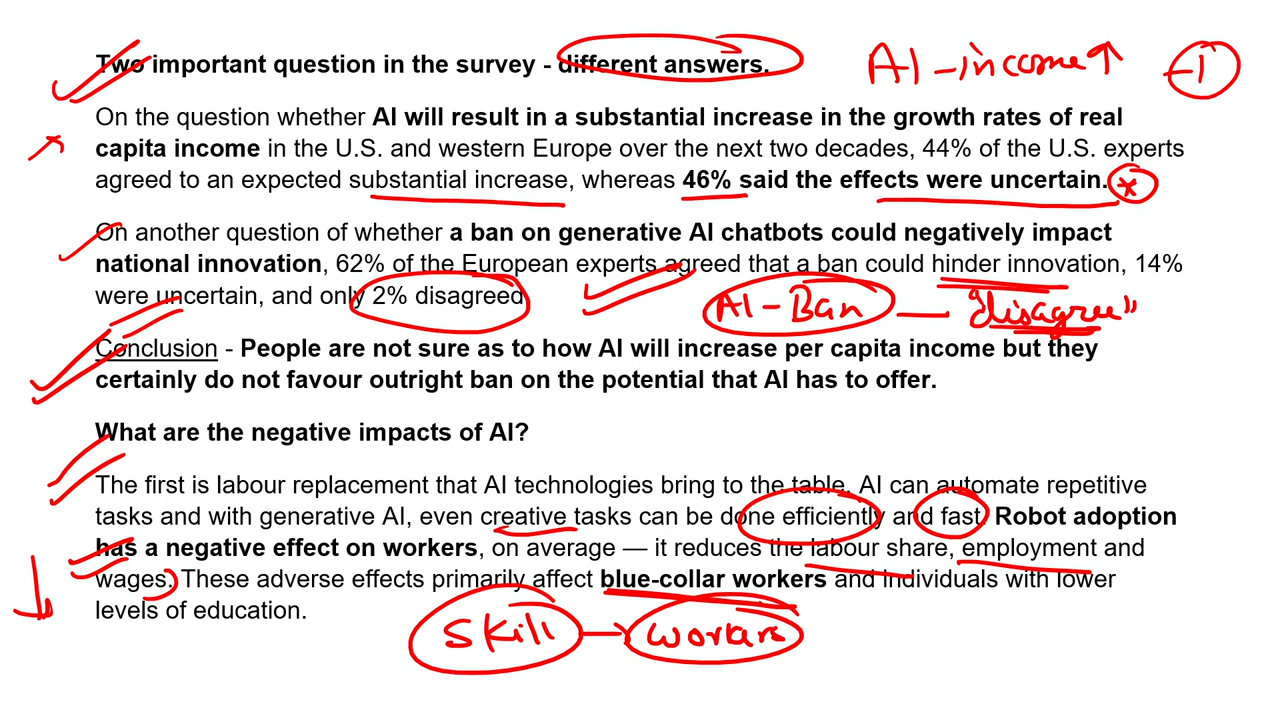 Two important question in the survey - different answers.
AI - income ↑
-1
On the question whether AI will result in a substantial increase in the growth rates of real
capita income in the U.S. and western Europe over the next two decades, 44% of the U.S. experts
agreed to an expected substantial increase, whereas 46% said the effects were uncertain.
On another question of whether a ban on generative AI chatbots could negatively impact
national innovation, 62% of the European experts agreed that a ban could hinder innovation, 14%
were uncertain, and only 2% disagreed
AI - Ban — "disagree"
Conclusion - People are not sure as to how AI will increase per capita income but they
certainly do not favour outright ban on the potential that AI has to offer.
What are the negative impacts of AI?
The first is labour replacement that AI technologies bring to the table. AI can automate repetitive
tasks and with generative AI, even creative tasks can be done efficiently and fast. Robot adoption
has a negative effect on workers, on average — it reduces the labour share, employment and
wages. These adverse effects primarily affect blue-collar workers and individuals with lower
levels of education.
Skill → workers